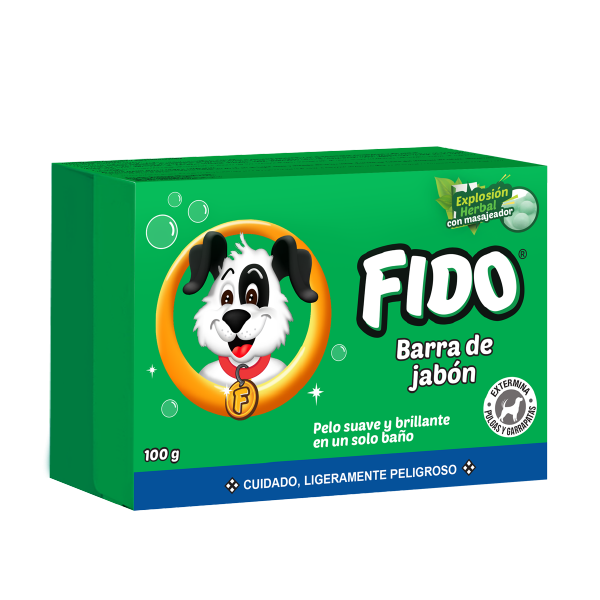 Explosión
Herbal
con masajeador
FIDO®
Barra de
jabón
EXTERMINA
PULGAS Y GARRAPATAS
F
Pelo suave y brillante
en un solo baño
100 g
CUIDADO, LIGERAMENTE PELIGROSO